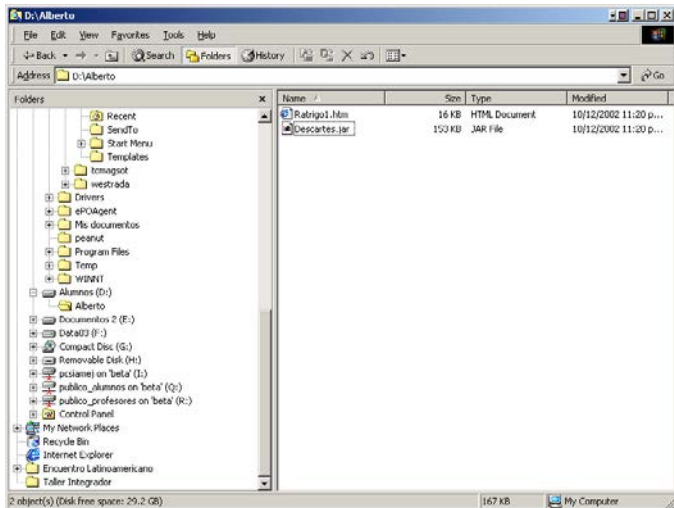 D:\Alberto
File Edit View Favorites Tools Help
Back Search Folders History
Address D:\Alberto Go
Folders x
Name Size Type Modified
Ratrigo1.htm 16 KB HTML Document 10/12/2002 11:20 p...
Descartes.jar 153 KB JAR File 10/12/2002 11:20 p...
Recent
SendTo
Start Menu
Templates
tcmagsot
westrada
Drivers
ePOAgent
Mis documentos
peanut
Program Files
Temp
WINNT
Alumnos (D:)
Alberto
Documentos 2 (E:)
Data03 (F:)
Compact Disc (G:)
Removable Disk (H:)
pcsiamej on 'beta' (I:)
publico_alumnos on 'beta' (Q:)
publico_profesores on 'beta' (R:)
Control Panel
My Network Places
Recycle Bin
Internet Explorer
Encuentro Latinoamericano
Taller Integrador
2 object(s) (Disk free space: 29.2 GB) 167 KB My Computer